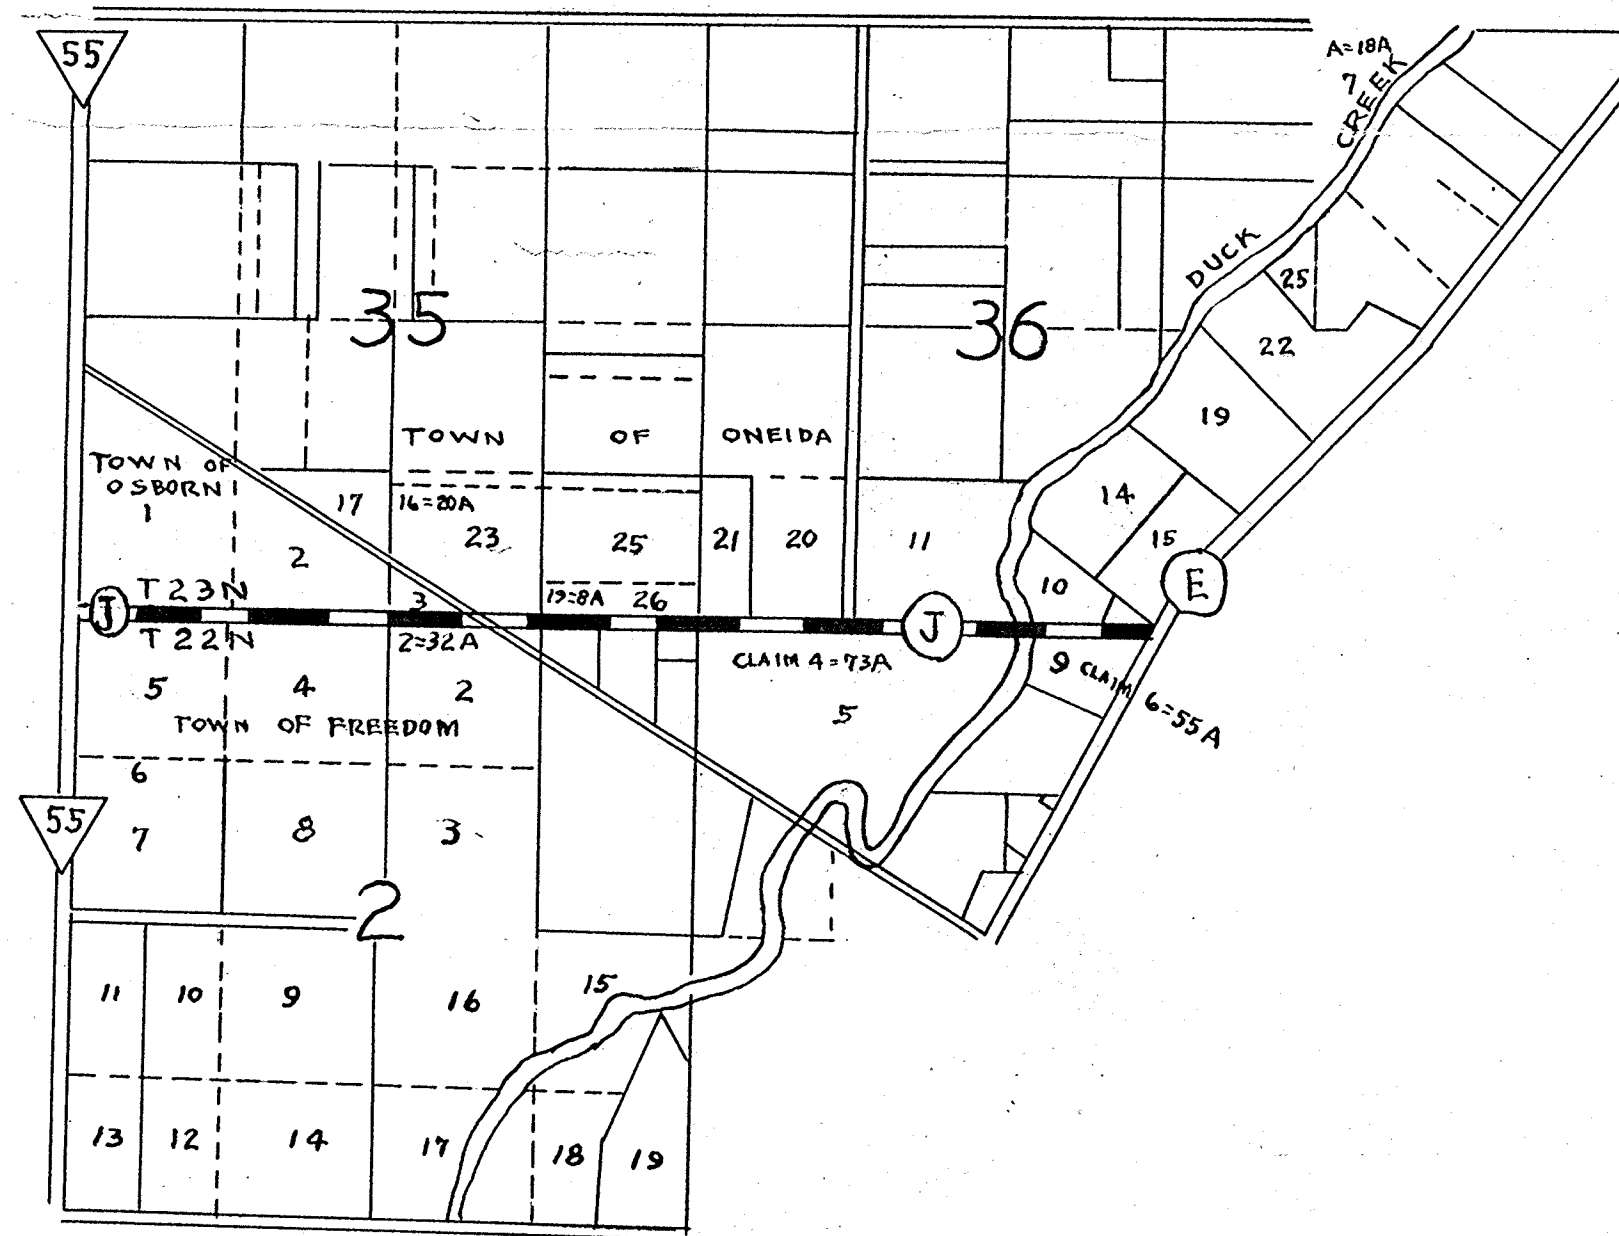 55
A=18A
7
CREEK
DUCK
25
35
36
22
19
TOWN OF ONEIDA
TOWN OF
OSBORN
1
17
16=20A
14
23
25
21
20
11
15
2
10
E
T23N
3
19=8A
26
J
J
T22N
2=32A
CLAIM 4=73A
9 CLAIM 6=55A
5
4
2
5
TOWN OF FREEDOM
6
55
7
8
3
2
11
10
9
16
15
13
12
14
17
18
19